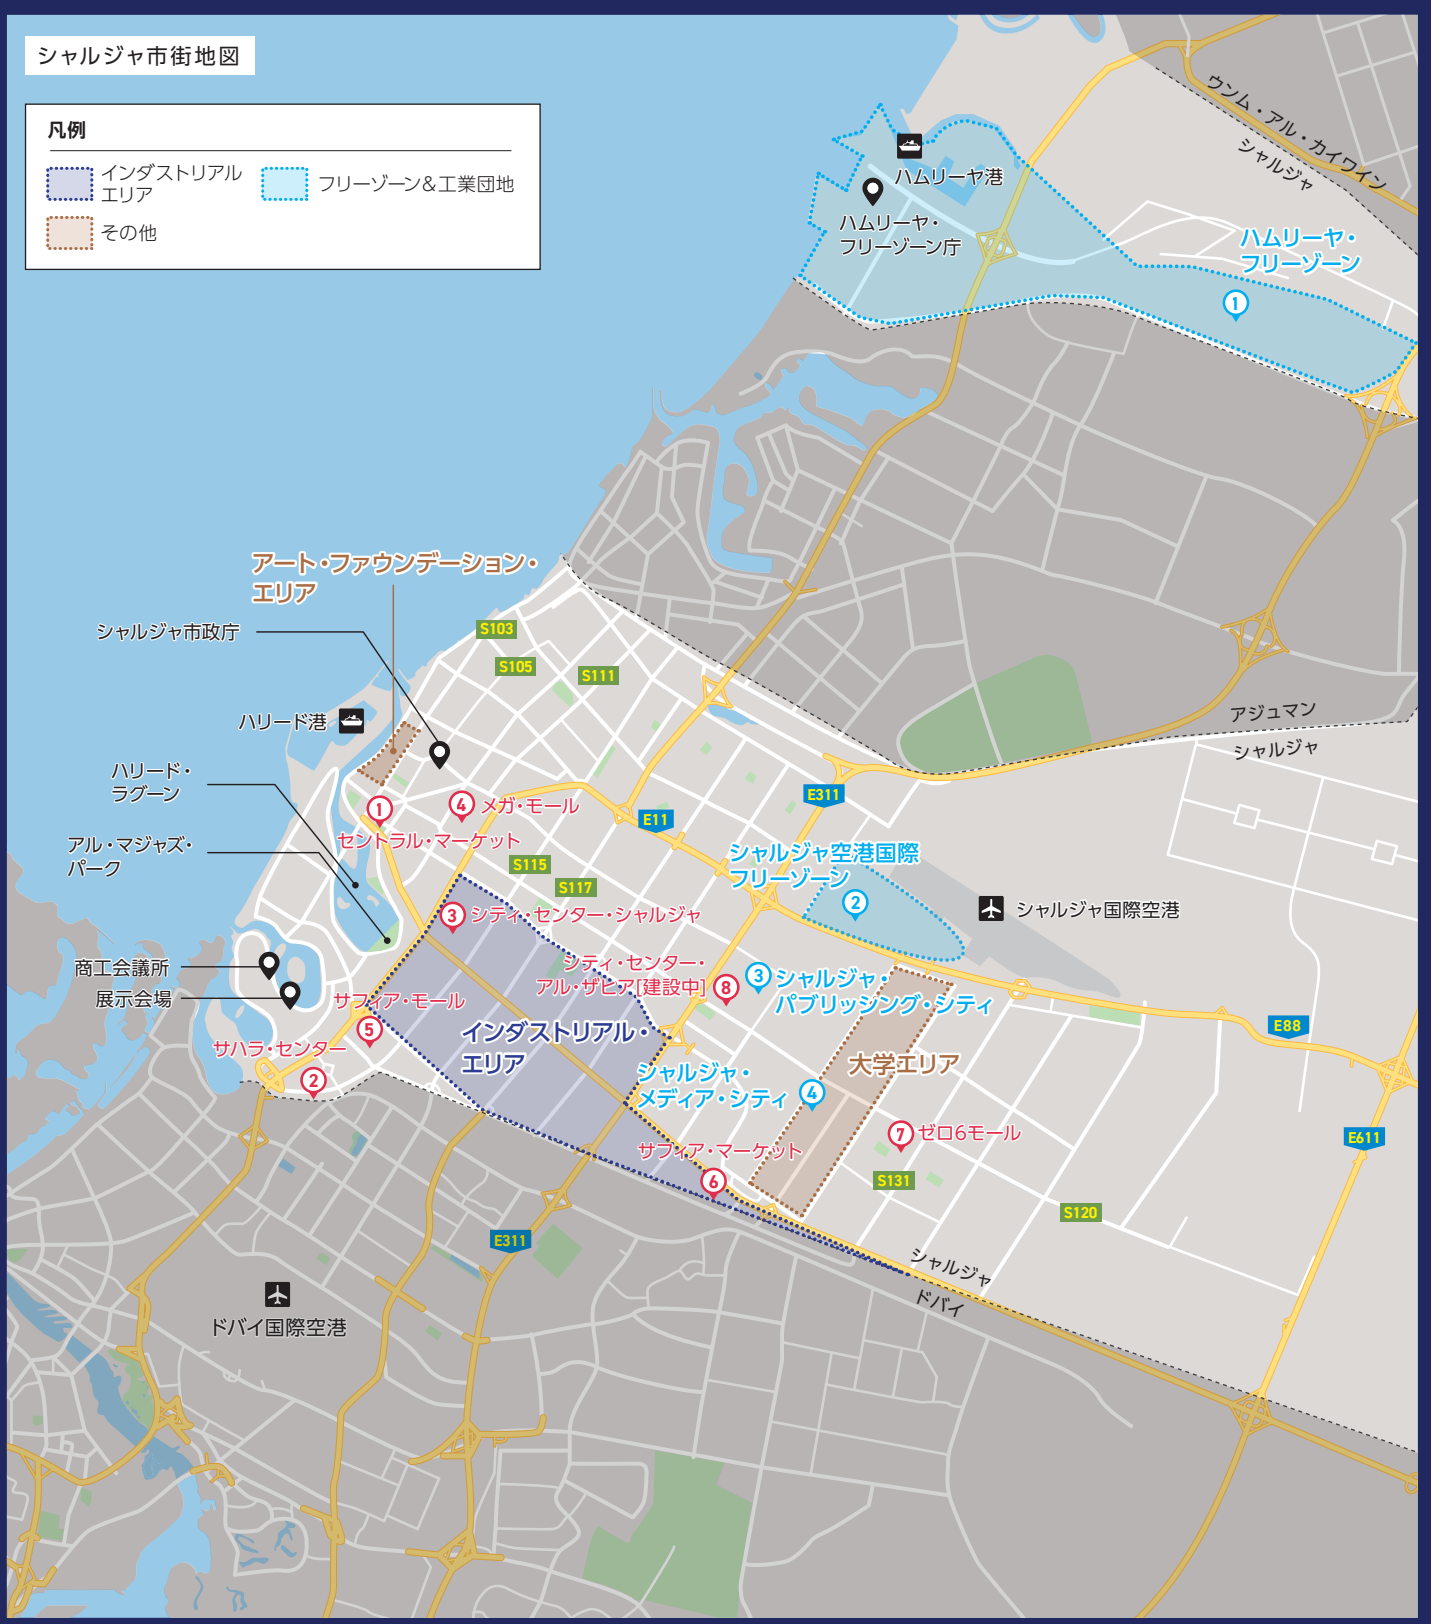 シャルジャ市街地図
凡例
インダストリアル
エリア
フリーゾーン&工業団地
その他
ウンム・アル・カイワイン
シャルジャ
ハムリーヤ港
ハムリーヤ・
フリーゾーン庁
ハムリーヤ・
フリーゾーン
1
アート・ファウンデーション・
エリア
シャルジャ市政庁
S103
S105
S111
ハリード港
アジュマン
シャルジャ
ハリード・
ラグーン
1
セントラル・マーケット
4 メガ・モール
E311
E11
アル・マジャズ・
パーク
シャルジャ空港国際
フリーゾーン
2
S115
S117
3 シティ・センター・シャルジャ
シャルジャ国際空港
商工会議所
展示会場
シティ・センター・
アル・ザヒア[建設中] 8
3 シャルジャ・
パブリッシング・シティ
サフィア・モール
5
インダストリアル・
エリア
E88
サハラ・センター
2
シャルジャ・
メディア・シティ
4
大学エリア
7 ゼロ6モール
E611
サフィア・マーケット
6
S131
S120
E311
シャルジャ
ドバイ
ドバイ国際空港